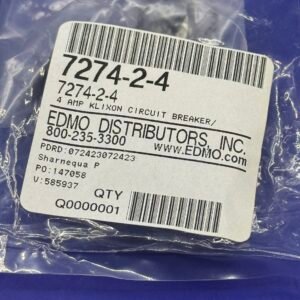 7274-2-4
7274-2-4
4 AMP KLIXON CIRCUIT BREAKER/
EDMO DISTRIBUTORS, INC.
800-235-3300 WWW.EDMO.COM
PDRD:072423072423
Sharnequa P
PO:147058
V:585937
QTY
Q0000001